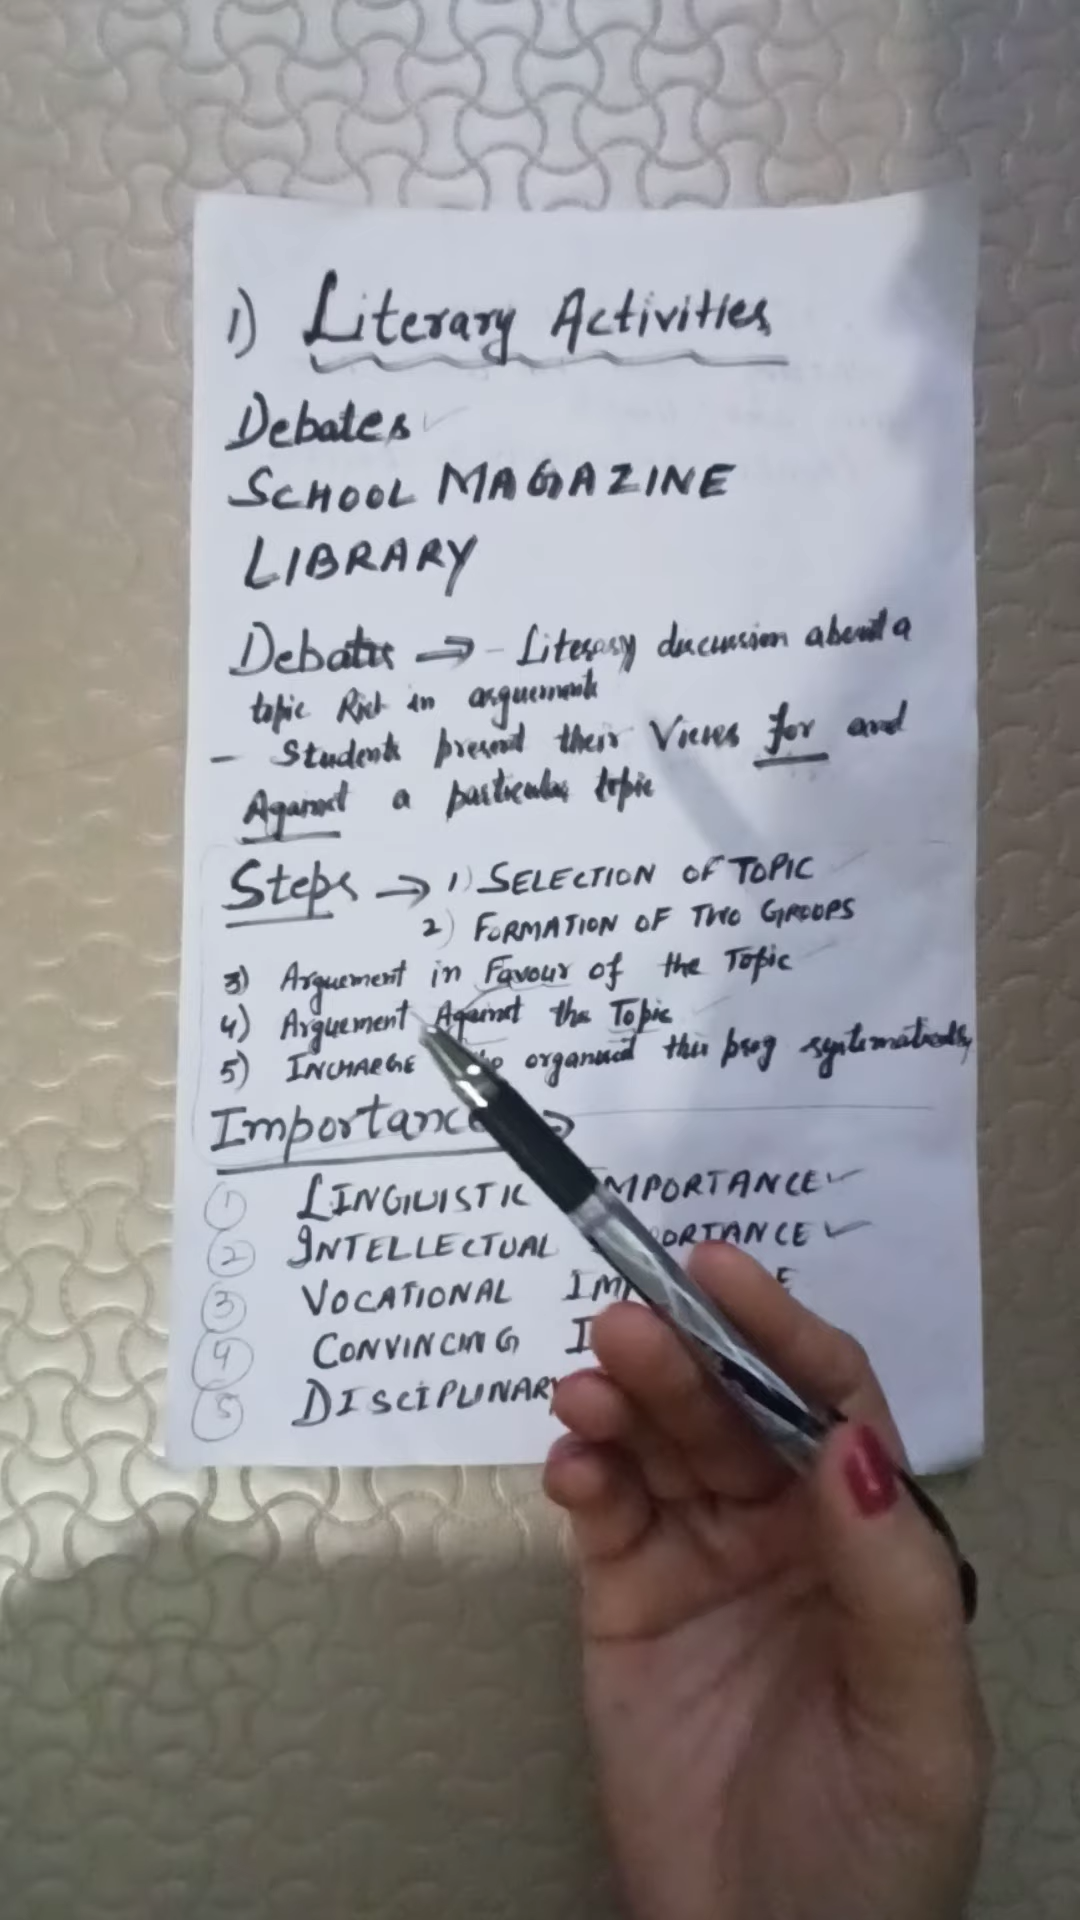 1) Literary Activities
Debates
SCHOOL MAGAZINE
LIBRARY
Debates → - Literary discussion about a
topic Rich in arguements
- Students present their Views for and
Against a particular topic
Steps → 1) SELECTION OF TOPIC
2) FORMATION OF TWO GROUPS
3) Arguement in Favour of the Topic
4) Arguement Against the Topic
5) INCHARGE organised this prog systematically
Importance →
1 LINGUISTIC IMPORTANCE
2 INTELLECTUAL
3 VOCATIONAL
4 CONVINCING
5 DISCIPLINARY